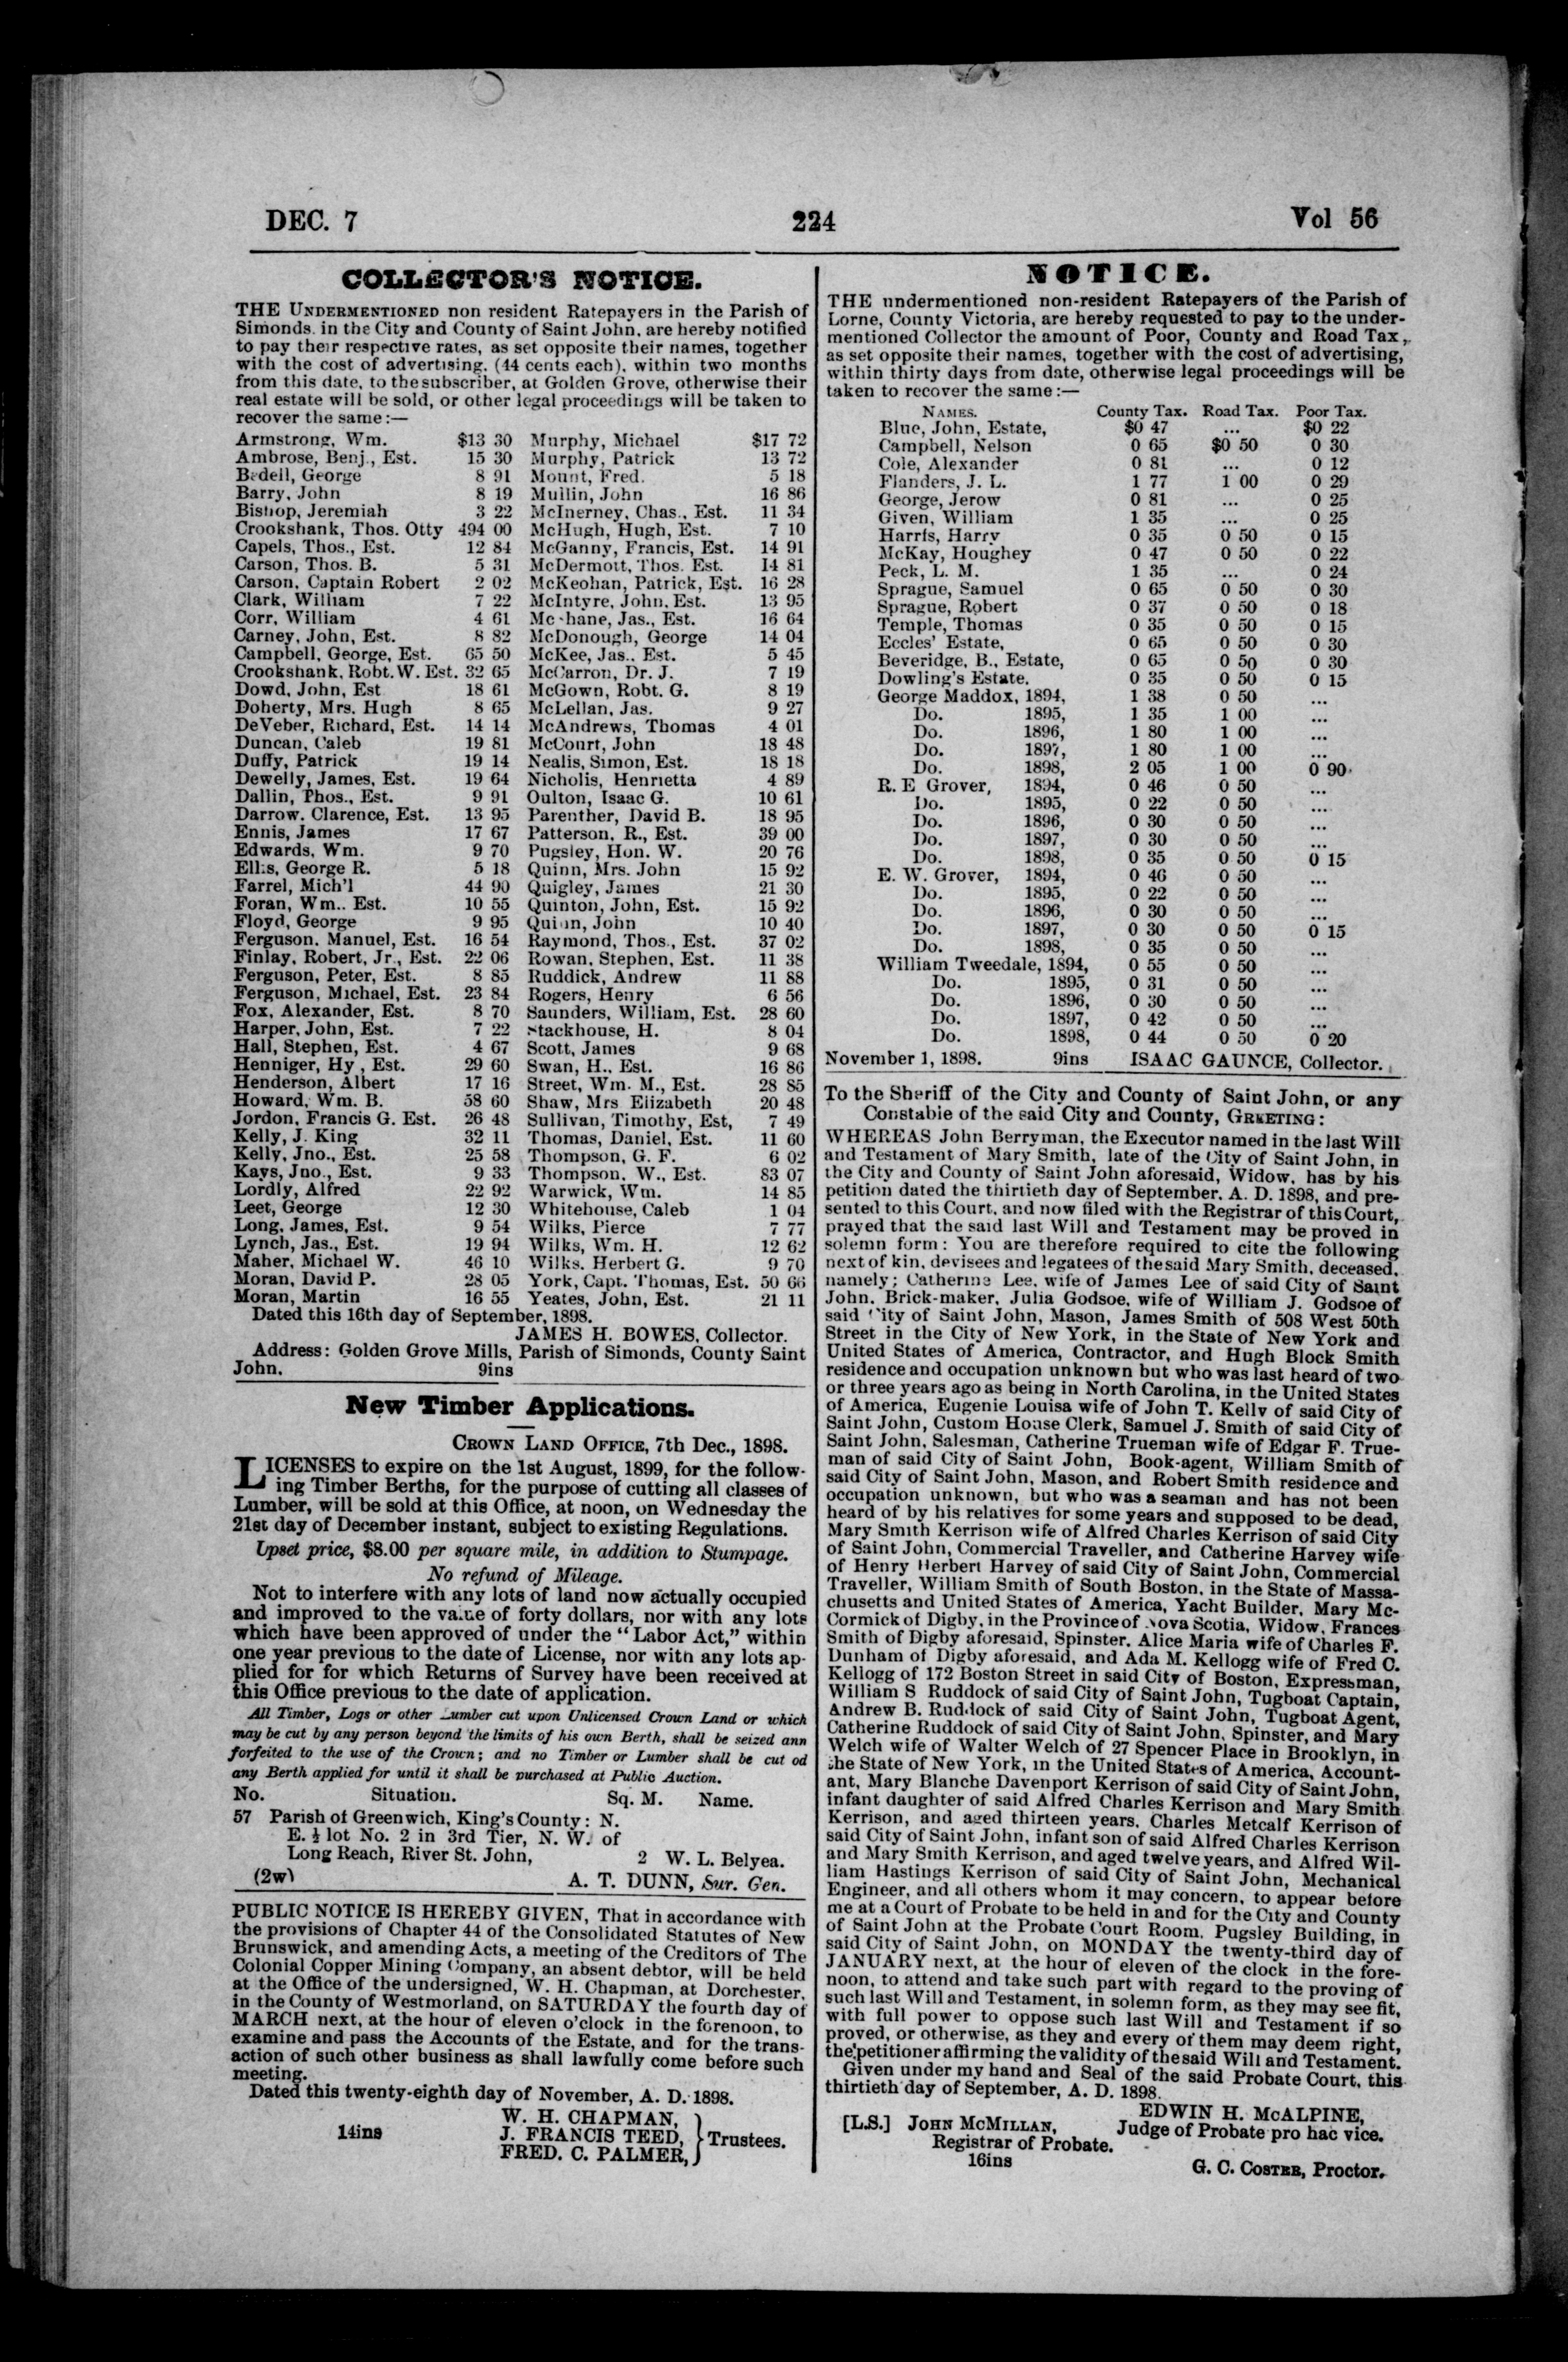 DEC. 7 224 Vol 56
COLLECTOR'S NOTICE.
THE UNDERMENTIONED non resident Ratepayers in the Parish of
Simonds. in the City and County of Saint John, are hereby notified
to pay their respective rates, as set opposite their names, together
with the cost of advertising. (44 cents each), within two months
from this date, to the subscriber, at Golden Grove, otherwise their
real estate will be sold, or other legal proceedings will be taken to
recover the same:—
Armstrong, Wm. $13 30 Murphy, Michael $17 72
Ambrose, Benj., Est. 15 30 Murphy, Patrick 13 72
Bedell, George 8 91 Mount, Fred. 5 18
Barry, John 8 19 Mullin, John 16 86
Bishop, Jeremiah 3 22 McInerney, Chas., Est. 11 34
Crookshank, Thos. Otty 494 00 McHugh, Hugh, Est. 7 10
Capels, Thos., Est. 12 84 McGanny, Francis, Est. 14 91
Carson, Thos. B. 5 31 McDermott, Thos. Est. 14 81
Carson, Captain Robert 2 02 McKeohan, Patrick, Est. 16 28
Clark, William 7 22 McIntyre, John, Est. 13 95
Corr, William 4 61 Mc hane, Jas., Est. 16 64
Carney, John, Est. 8 82 McDonough, George 14 04
Campbell, George, Est. 65 50 McKee, Jas.. Est. 5 45
Crookshank, Robt. W. Est. 32 65 McCarron, Dr. J. 7 19
Dowd, John, Est 18 61 McGown, Robt. G. 8 19
Doherty, Mrs. Hugh 8 65 McLellan, Jas. 9 27
DeVeber, Richard, Est. 14 14 McAndrews, Thomas 4 01
Duncan, Caleb 19 81 McCourt, John 18 48
Duffy, Patrick 19 14 Nealis, Simon, Est. 18 18
Dewelly, James, Est. 19 64 Nicholis, Henrietta 4 89
Dallin, Thos., Est. 9 91 Oulton, Isaac G. 10 61
Darrow, Clarence, Est. 13 95 Parenther, David B. 18 95
Ennis, James 17 67 Patterson, R., Est. 39 00
Edwards, Wm. 9 70 Pugsley, Hon. W. 20 76
Ellis, George R. 5 18 Quinn, Mrs. John 15 92
Farrel, Mich'l 44 90 Quigley, James 21 30
Foran, Wm.. Est. 10 55 Quinton, John, Est. 15 92
Floyd, George 9 95 Quinn, John 10 40
Ferguson, Manuel, Est. 16 54 Raymond, Thos., Est. 37 02
Finlay, Robert, Jr., Est. 22 06 Rowan, Stephen, Est. 11 38
Ferguson, Peter, Est. 8 85 Ruddick, Andrew 11 88
Ferguson, Michael, Est. 23 84 Rogers, Henry 6 56
Fox, Alexander, Est. 8 70 Saunders, William, Est. 28 60
Harper, John, Est. 7 22 Stackhouse, H. 8 04
Hall, Stephen, Est. 4 67 Scott, James 9 68
Henniger, Hy , Est. 29 60 Swan, H., Est. 16 86
Henderson, Albert 17 16 Street, Wm. M., Est. 28 85
Howard, Wm. B. 58 60 Shaw, Mrs Elizabeth 20 48
Jordon, Francis G. Est. 26 48 Sullivan, Timothy, Est, 7 49
Kelly, J. King 32 11 Thomas, Daniel, Est. 11 60
Kelly, Jno., Est. 25 58 Thompson, G. F. 6 02
Kays, Jno., Est. 9 33 Thompson, W., Est. 83 07
Lordly, Alfred 22 92 Warwick, Wm. 14 85
Leet, George 12 30 Whitehouse, Caleb 1 04
Long, James, Est. 9 54 Wilks, Pierce 7 77
Lynch, Jas., Est. 19 94 Wilks, Wm. H. 12 62
Maher, Michael W. 46 10 Wilks, Herbert G. 9 70
Moran, David P. 28 05 York, Capt. Thomas, Est. 50 66
Moran, Martin 16 55 Yeates, John, Est. 21 11
Dated this 16th day of September, 1898.
JAMES H. BOWES, Collector.
Address: Golden Grove Mills, Parish of Simonds, County Saint
John. 9ins
New Timber Applications.
CROWN LAND OFFICE, 7th Dec., 1898.
LICENSES to expire on the 1st August, 1899, for the follow-
ing Timber Berths, for the purpose of cutting all classes of
Lumber, will be sold at this Office, at noon, on Wednesday the
21st day of December instant, subject to existing Regulations.
Upset price, $8.00 per square mile, in addition to Stumpage.
No refund of Mileage.
Not to interfere with any lots of land now actually occupied
and improved to the value of forty dollars, nor with any lots
which have been approved of under the "Labor Act," within
one year previous to the date of License, nor with any lots ap-
plied for for which Returns of Survey have been received at
this Office previous to the date of application.
All Timber, Logs or other Lumber cut upon Unlicensed Crown Land or which
may be cut by any person beyond the limits of his own Berth, shall be seized ann
forfeited to the use of the Crown; and no Timber or Lumber shall be cut od
any Berth applied for until it shall be purchased at Public Auction.
No. Situation. Sq. M. Name.
57 Parish of Greenwich, King's County: N.
E. ½ lot No. 2 in 3rd Tier, N. W. of
Long Reach, River St. John, 2 W. L. Belyea.
(2w) A. T. DUNN, Sur. Gen.
PUBLIC NOTICE IS HEREBY GIVEN, That in accordance with
the provisions of Chapter 44 of the Consolidated Statutes of New
Brunswick, and amending Acts, a meeting of the Creditors of The
Colonial Copper Mining Company, an absent debtor, will be held
at the Office of the undersigned, W. H. Chapman, at Dorchester,
in the County of Westmorland, on SATURDAY the fourth day of
MARCH next, at the hour of eleven o'clock in the forenoon, to
examine and pass the Accounts of the Estate, and for the trans-
action of such other business as shall lawfully come before such
meeting.
Dated this twenty-eighth day of November, A. D. 1898.
W. H. CHAPMAN,
14ins J. FRANCIS TEED, Trustees.
FRED. C. PALMER,
NOTICE.
THE undermentioned non-resident Ratepayers of the Parish of
Lorne, County Victoria, are hereby requested to pay to the under-
mentioned Collector the amount of Poor, County and Road Tax,
as set opposite their names, together with the cost of advertising,
within thirty days from date, otherwise legal proceedings will be
taken to recover the same:—
NAMES. County Tax. Road Tax. Poor Tax.
Blue, John, Estate, $0 47 ... $0 22
Campbell, Nelson 0 65 $0 50 0 30
Cole, Alexander 0 81 ... 0 12
Flanders, J. L. 1 77 1 00 0 29
George, Jerow 0 81 ... 0 25
Given, William 1 35 ... 0 25
Harris, Harry 0 35 0 50 0 15
McKay, Houghey 0 47 0 50 0 22
Peck, L. M. 1 35 ... 0 24
Sprague, Samuel 0 65 0 50 0 30
Sprague, Robert 0 37 0 50 0 18
Temple, Thomas 0 35 0 50 0 15
Eccles' Estate, 0 65 0 50 0 30
Beveridge, B., Estate, 0 65 0 50 0 30
Dowling's Estate. 0 35 0 50 0 15
George Maddox, 1894, 1 38 0 50 ...
Do. 1895, 1 35 1 00 ...
Do. 1896, 1 80 1 00 ...
Do. 1897, 1 80 1 00 ...
Do. 1898, 2 05 1 00 0 90
R. E Grover, 1894, 0 46 0 50 ...
Do. 1895, 0 22 0 50 ...
Do. 1896, 0 30 0 50 ...
Do. 1897, 0 30 0 50 ...
Do. 1898, 0 35 0 50 0 15
E. W. Grover, 1894, 0 46 0 50 ...
Do. 1895, 0 22 0 50 ...
Do. 1896, 0 30 0 50 ...
Do. 1897, 0 30 0 50 0 15
Do. 1898, 0 35 0 50 ...
William Tweedale, 1894, 0 55 0 50 ...
Do. 1895, 0 31 0 50 ...
Do. 1896, 0 30 0 50 ...
Do. 1897, 0 42 0 50 ...
Do. 1898, 0 44 0 50 0 20
November 1, 1898. 9ins ISAAC GAUNCE, Collector.
To the Sheriff of the City and County of Saint John, or any
Constable of the said City and County, GREETING:
WHEREAS John Berryman, the Executor named in the last Will
and Testament of Mary Smith, late of the City of Saint John, in
the City and County of Saint John aforesaid, Widow, has by his
petition dated the thirtieth day of September, A. D. 1898, and pre-
sented to this Court, and now filed with the Registrar of this Court,
prayed that the said last Will and Testament may be proved in
solemn form: You are therefore required to cite the following
next of kin, devisees and legatees of the said Mary Smith, deceased,
namely; Catherine Lee, wife of James Lee of said City of Saint
John, Brick-maker, Julia Godsoe, wife of William J. Godsoe of
said City of Saint John, Mason, James Smith of 508 West 50th
Street in the City of New York, in the State of New York and
United States of America, Contractor, and Hugh Block Smith
residence and occupation unknown but who was last heard of two
or three years ago as being in North Carolina, in the United States
of America, Eugenie Louisa wife of John T. Kelly of said City of
Saint John, Custom House Clerk, Samuel J. Smith of said City of
Saint John, Salesman, Catherine Trueman wife of Edgar F. True-
man of said City of Saint John, Book-agent, William Smith of
said City of Saint John, Mason, and Robert Smith residence and
occupation unknown, but who was a seaman and has not been
heard of by his relatives for some years and supposed to be dead,
Mary Smith Kerrison wife of Alfred Charles Kerrison of said City
of Saint John, Commercial Traveller, and Catherine Harvey wife
of Henry Herbert Harvey of said City of Saint John, Commercial
Traveller, William Smith of South Boston, in the State of Massa-
chusetts and United States of America, Yacht Builder, Mary Mc-
Cormick of Digby, in the Province of Nova Scotia, Widow, Frances
Smith of Digby aforesaid, Spinster, Alice Maria wife of Charles F.
Dunham of Digby aforesaid, and Ada M. Kellogg wife of Fred C.
Kellogg of 172 Boston Street in said City of Boston, Expressman,
William S Ruddock of said City of Saint John, Tugboat Captain,
Andrew B. Ruddock of said City of Saint John, Tugboat Agent,
Catherine Ruddock of said City of Saint John, Spinster, and Mary
Welch wife of Walter Welch of 27 Spencer Place in Brooklyn, in
the State of New York, in the United States of America, Account-
ant, Mary Blanche Davenport Kerrison of said City of Saint John,
infant daughter of said Alfred Charles Kerrison and Mary Smith
Kerrison, and aged thirteen years, Charles Metcalf Kerrison of
said City of Saint John, infant son of said Alfred Charles Kerrison
and Mary Smith Kerrison, and aged twelve years, and Alfred Wil-
liam Hastings Kerrison of said City of Saint John, Mechanical
Engineer, and all others whom it may concern, to appear before
me at a Court of Probate to be held in and for the City and County
of Saint John at the Probate Court Room, Pugsley Building, in
said City of Saint John, on MONDAY the twenty-third day of
JANUARY next, at the hour of eleven of the clock in the fore-
noon, to attend and take such part with regard to the proving of
such last Will and Testament, in solemn form, as they may see fit,
with full power to oppose such last Will and Testament if so
proved, or otherwise, as they and every of them may deem right,
the petitioner affirming the validity of the said Will and Testament.
Given under my hand and Seal of the said Probate Court, this
thirtieth day of September, A. D. 1898.
EDWIN H. MCALPINE,
[L.S.] JOHN MCMILLAN, Judge of Probate pro hac vice.
Registrar of Probate.
16ins G. C. COSTER, Proctor.